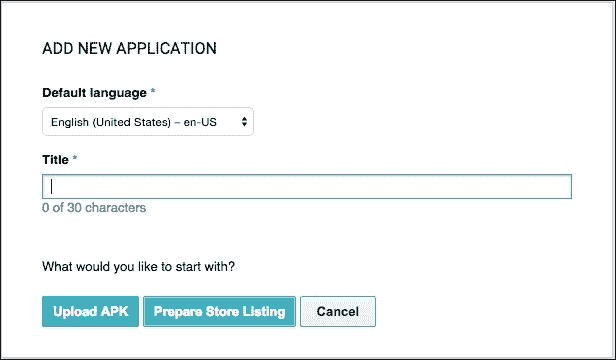 ADD NEW APPLICATION
Default language *
English (United States) – en-US
Title *
0 of 30 characters
What would you like to start with?
Upload APK Prepare Store Listing Cancel